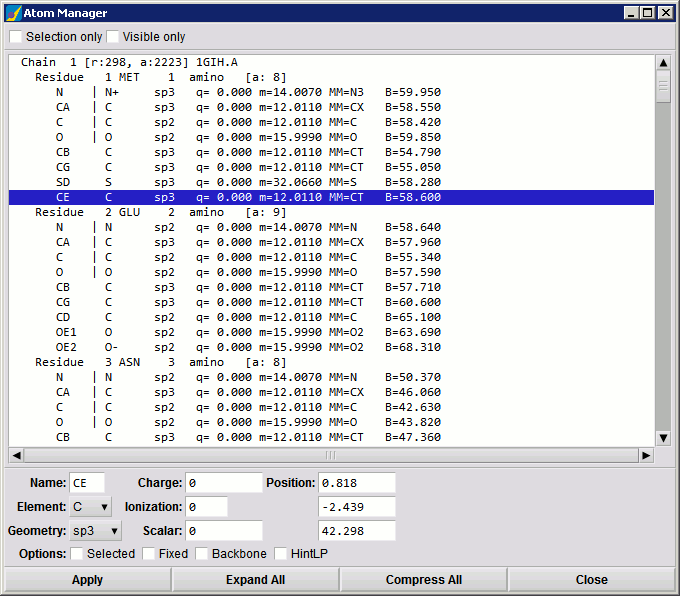 Atom Manager
Selection only Visible only
Chain 1 [r:298, a:2223] 1GIH.A
Residue 1 MET 1 amino [a: 8]
N | N+ sp3 q= 0.000 m=14.0070 MM=N3 B=59.950
CA | C sp3 q= 0.000 m=12.0110 MM=CX B=58.550
C | C sp2 q= 0.000 m=12.0110 MM=C B=58.420
O | O sp2 q= 0.000 m=15.9990 MM=O B=59.850
CB C sp3 q= 0.000 m=12.0110 MM=CT B=54.790
CG C sp3 q= 0.000 m=12.0110 MM=CT B=55.050
SD S sp3 q= 0.000 m=32.0660 MM=S B=58.280
CE C sp3 q= 0.000 m=12.0110 MM=CT B=58.600
Residue 2 GLU 2 amino [a: 9]
N | N sp2 q= 0.000 m=14.0070 MM=N B=58.640
CA | C sp3 q= 0.000 m=12.0110 MM=CX B=57.960
C | C sp2 q= 0.000 m=12.0110 MM=C B=55.340
O | O sp2 q= 0.000 m=15.9990 MM=O B=57.590
CB C sp3 q= 0.000 m=12.0110 MM=CT B=57.710
CG C sp3 q= 0.000 m=12.0110 MM=CT B=60.600
CD C sp2 q= 0.000 m=12.0110 MM=C B=65.100
OE1 O sp2 q= 0.000 m=15.9990 MM=O2 B=63.690
OE2 O- sp2 q= 0.000 m=15.9990 MM=O2 B=68.310
Residue 3 ASN 3 amino [a: 8]
N | N sp2 q= 0.000 m=14.0070 MM=N B=50.370
CA | C sp3 q= 0.000 m=12.0110 MM=CX B=46.060
C | C sp2 q= 0.000 m=12.0110 MM=C B=42.630
O | O sp2 q= 0.000 m=15.9990 MM=O B=43.820
CB C sp3 q= 0.000 m=12.0110 MM=CT B=47.360
Name: CE Charge: 0 Position: 0.818
Element: C Ionization: 0 -2.439
Geometry: sp3 Scalar: 0 42.298
Options: Selected Fixed Backbone HintLP
Apply Expand All Compress All Close